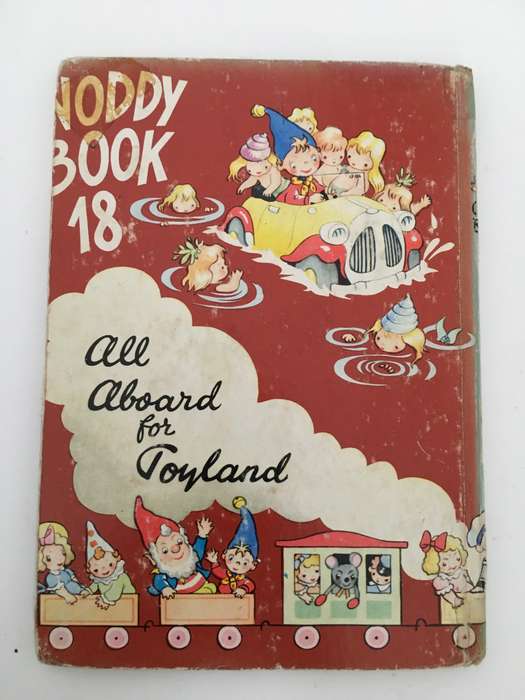 NODDY
BOOK
18
All
Aboard
for
Toyland